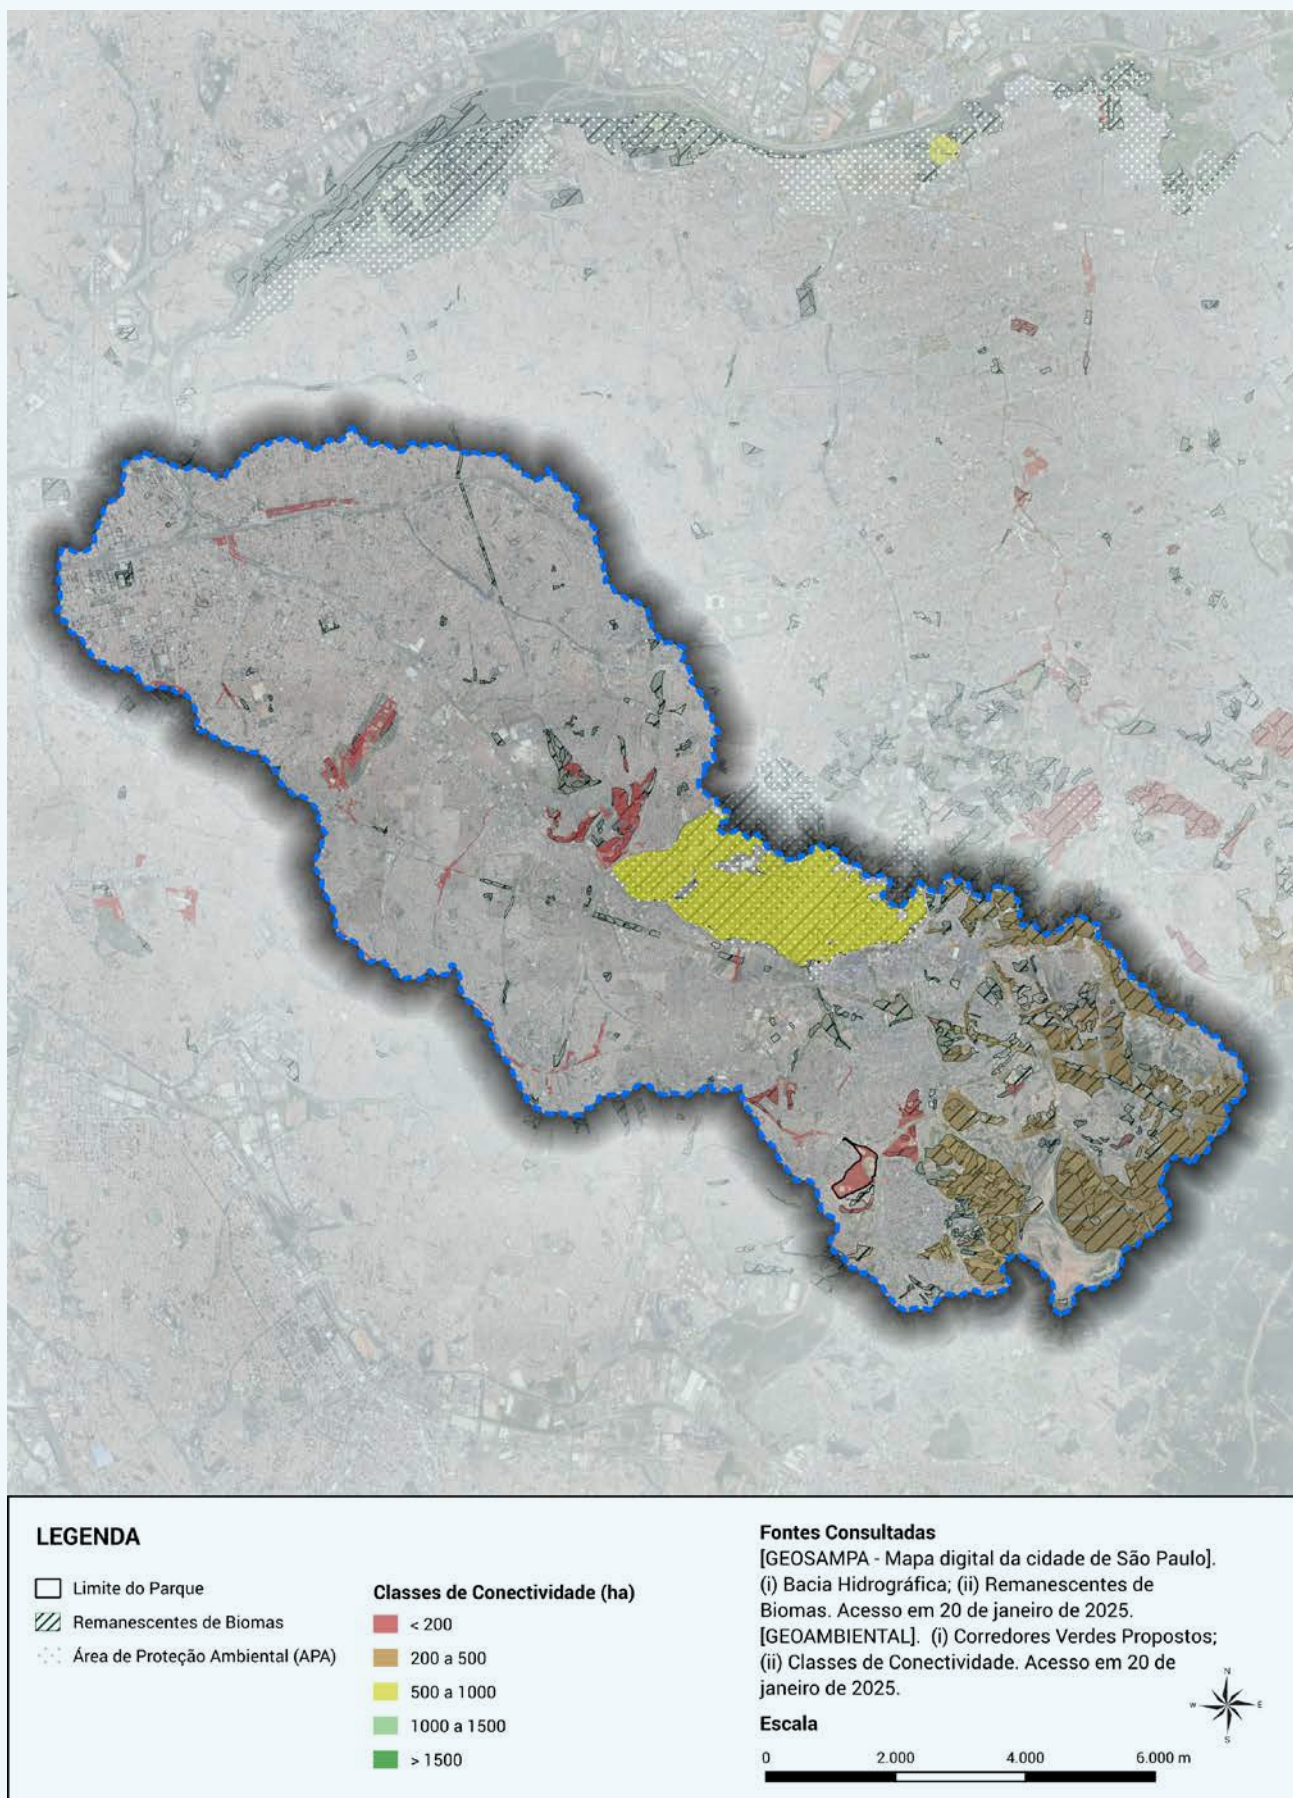 LEGENDA
Limite do Parque
Remanescentes de Biomas
Área de Proteção Ambiental (APA)
Classes de Conectividade (ha)
< 200
200 a 500
500 a 1000
1000 a 1500
> 1500
Fontes Consultadas
[GEOSAMPA - Mapa digital da cidade de São Paulo].
(i) Bacia Hidrográfica; (ii) Remanescentes de
Biomas. Acesso em 20 de janeiro de 2025.
[GEOAMBIENTAL]. (i) Corredores Verdes Propostos;
(ii) Classes de Conectividade. Acesso em 20 de
janeiro de 2025.
N
W
E
S
Escala
0 2.000 4.000 6.000 m